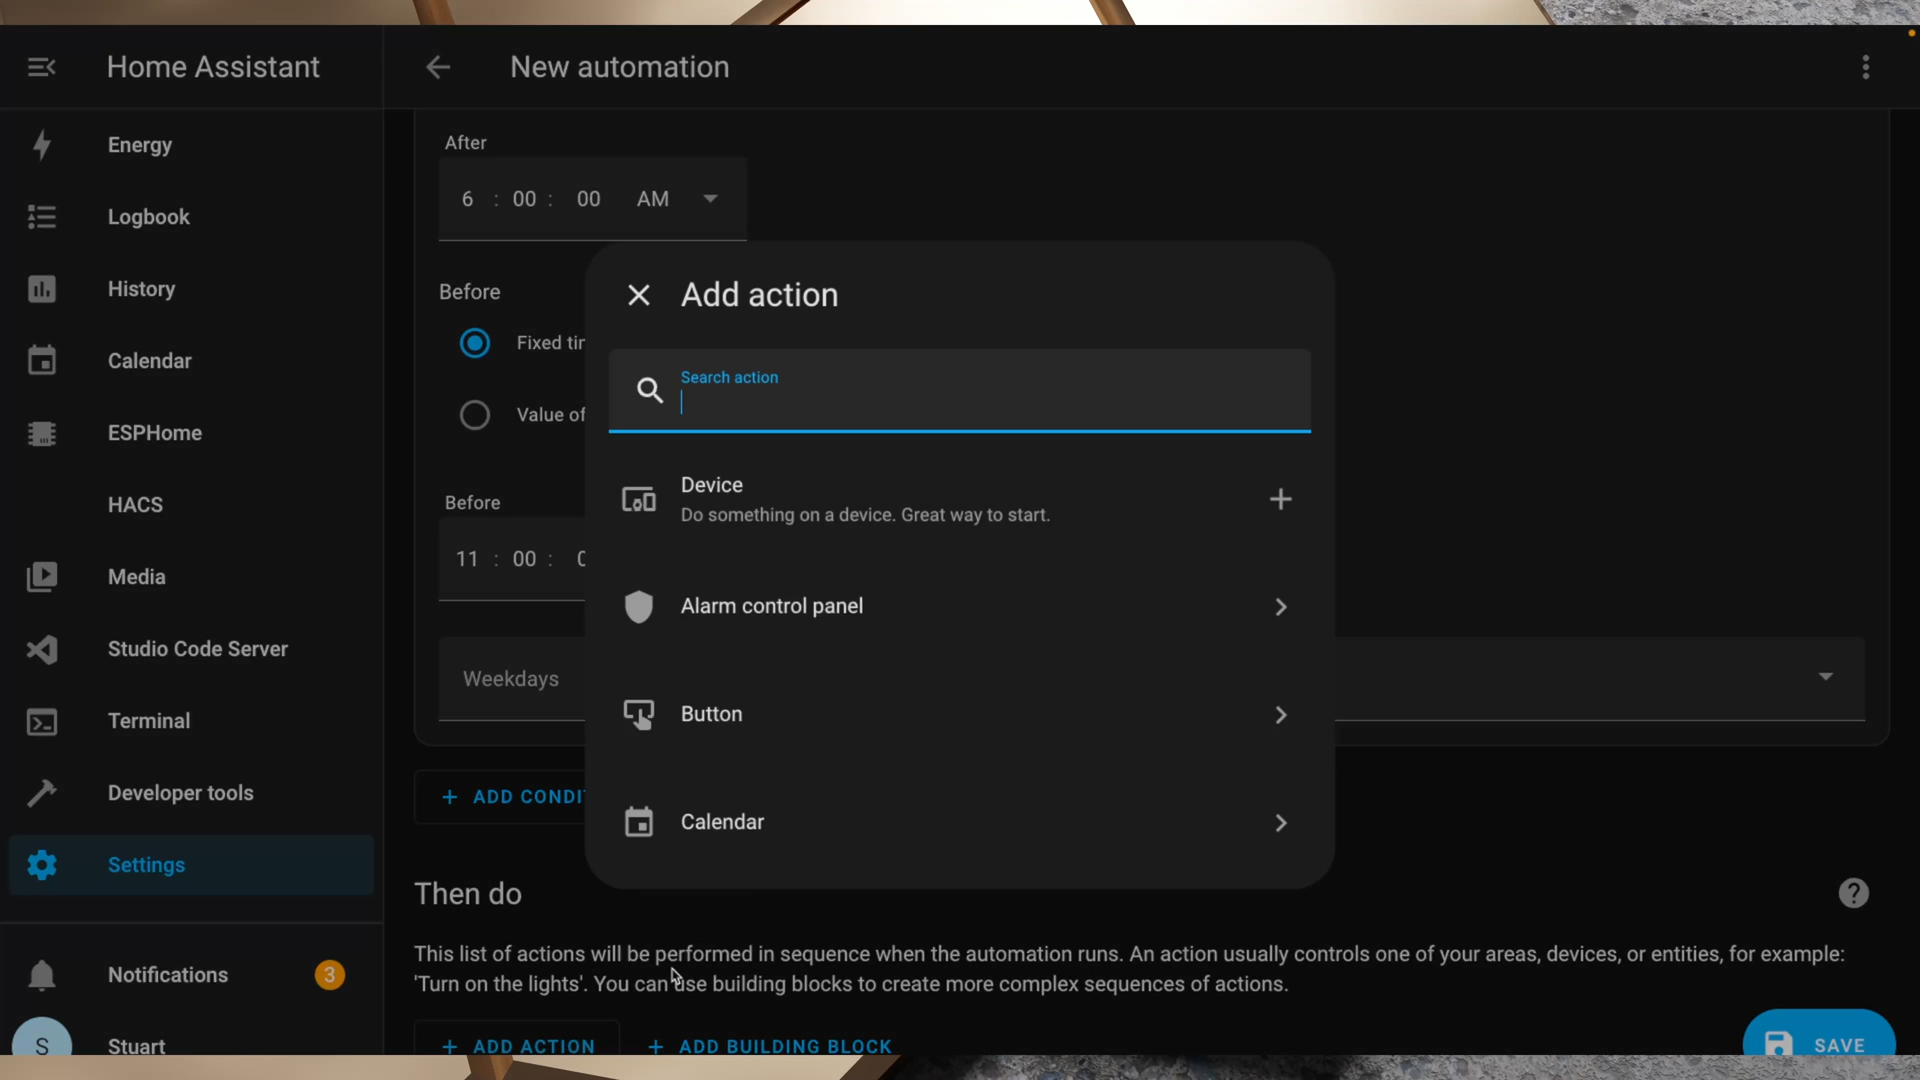 Home Assistant
New automation
Energy
Logbook
History
Calendar
ESPHome
HACS
Media
Studio Code Server
Terminal
Developer tools
Settings
Notifications
3
S
Stuart
After
6 : 00 : 00 AM
Before
Fixed
Value of
Before
11 : 00 :
Weekdays
+ ADD
Add action
Search action
Device
Do something on a device. Great way to start.
Alarm control panel
Button
Calendar
Then do
This list of actions will be performed in sequence when the automation runs. An action usually controls one of your areas, devices, or entities, for example:
'Turn on the lights'. You can use building blocks to create more complex sequences of actions.
+ ADD ACTION
+ ADD BUILDING BLOCK
SAVE